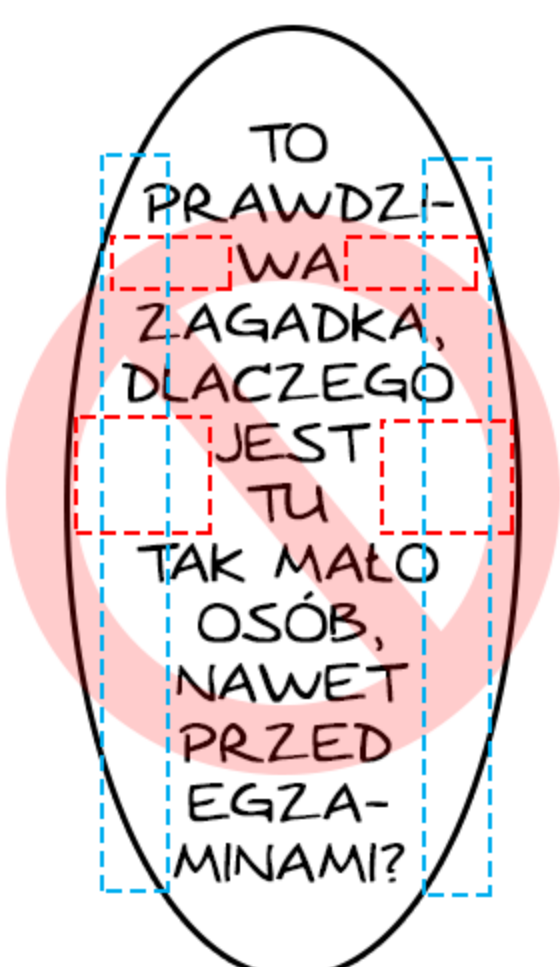 TO
PRAWDZI-
WA
ZAGADKA,
DLACZEGO
JEST
TU
TAK MAŁO
OSÓB,
NAWET
PRZED
EGZA-
MINAMI?